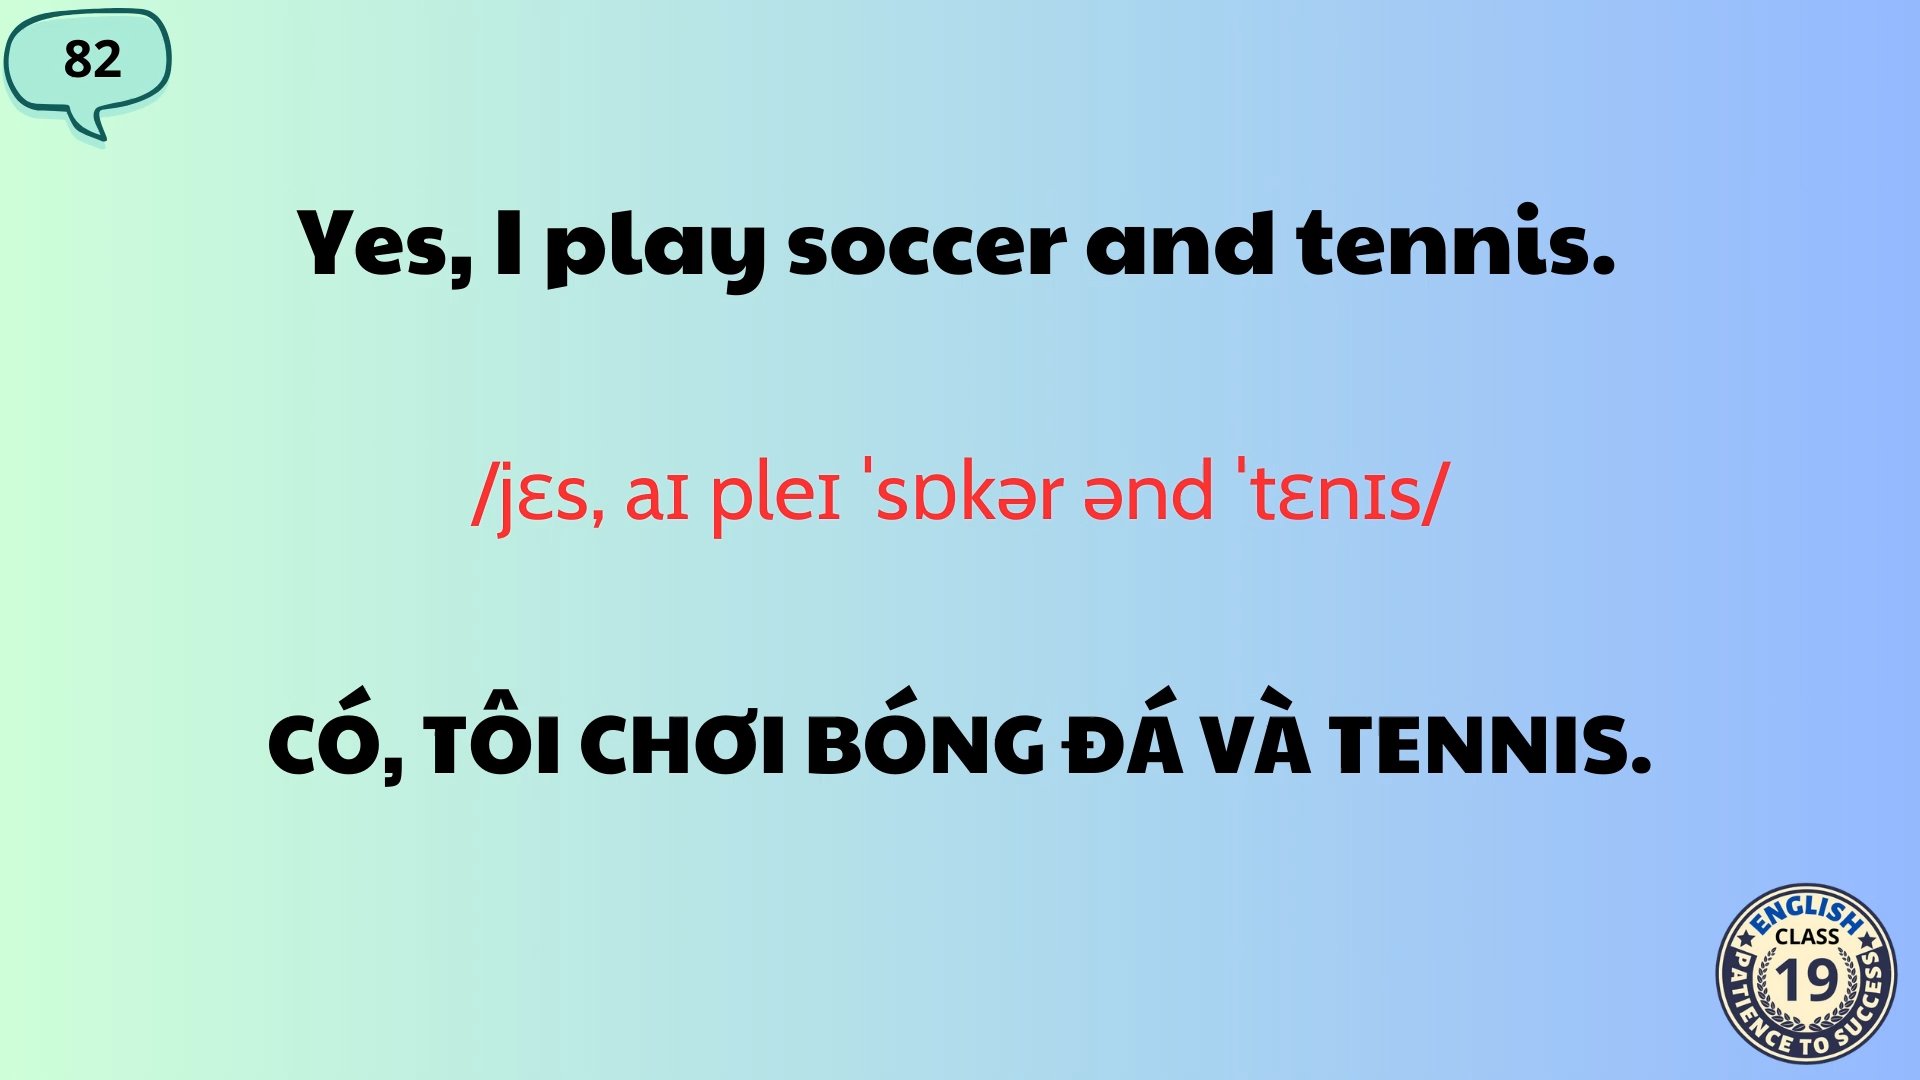 82
Yes, I play soccer and tennis.
/jɛs, aɪ pleɪ ˈsɒkər ənd ˈtɛnɪs/
CÓ, TÔI CHƠI BÓNG ĐÁ VÀ TENNIS.
ENGLISH
CLASS
19
PATIENCE TO SUCCESS